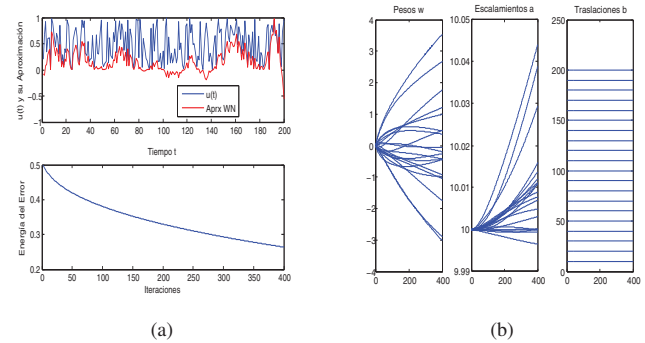 u(t) y su Aproximación
1
0.5
0
−0.5
−1
0 20 40 60 80 100 120 140 160 180 200
u(t)
Aprx WN
Tiempo t
Energía del Error
0.5
0.4
0.3
0.2
0 50 100 150 200 250 300 350 400
Iteraciones
(a)
Pesos w
4
3
2
1
0
−1
−2
−3
−4
0 200 400
Escalamientos a
10.05
10.04
10.03
10.02
10.01
10
9.99
0 200 400
Traslaciones b
250
200
150
100
50
0
0 200 400
(b)